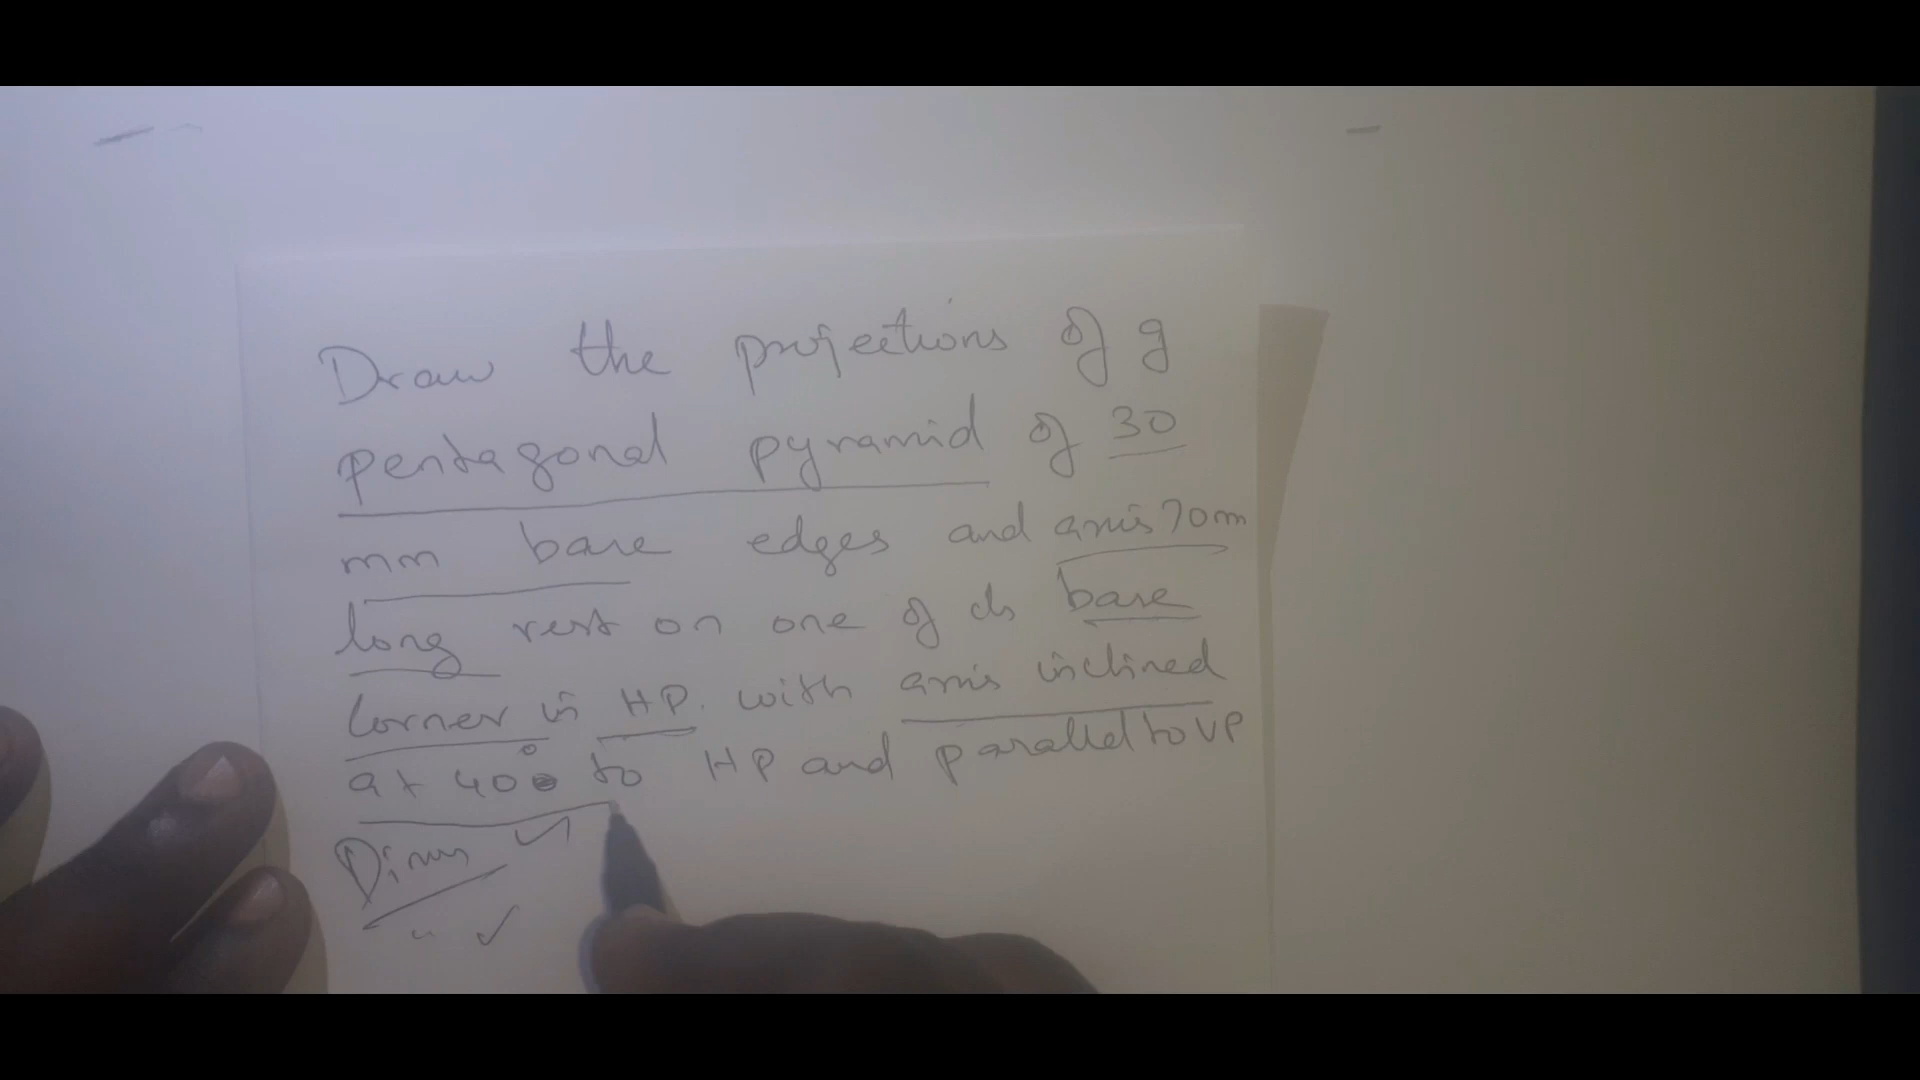 Draw the projections of a
pentagonal pyramid of 30
mm base edges and axis 70m
long rest on one of its base
corner in HP. with axis inclined
at 40° to HP and parallel to VP